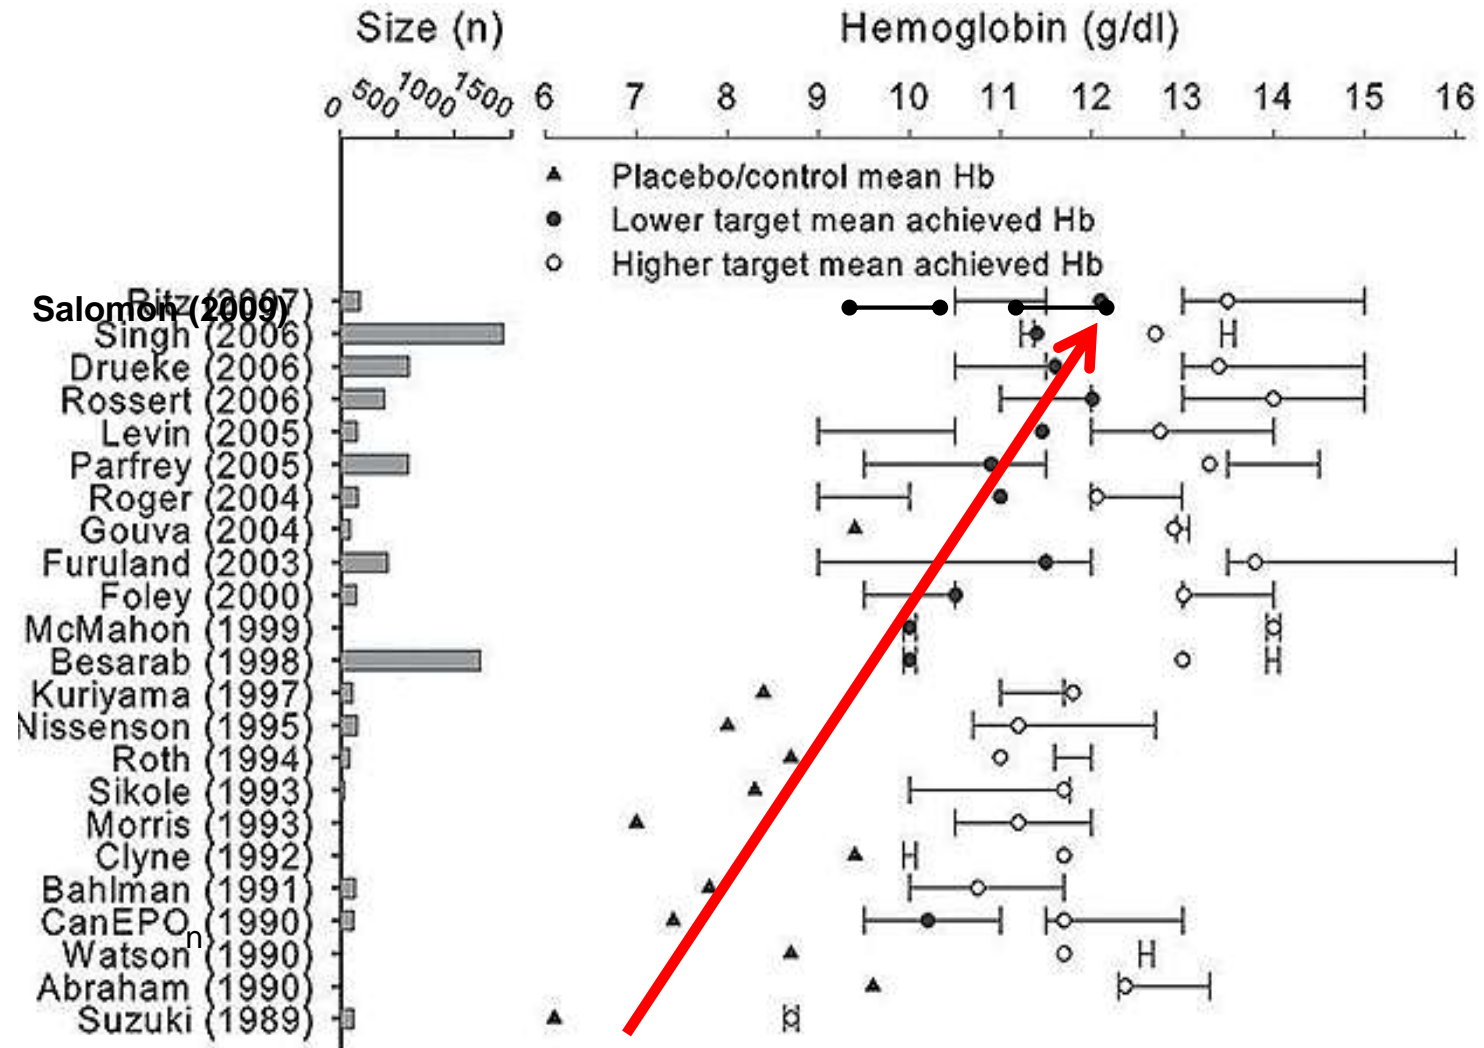 Size (n) Hemoglobin (g/dl)
0 500 1000 1500 6 7 8 9 10 11 12 13 14 15 16
Placebo/control mean Hb
Lower target mean achieved Hb
Higher target mean achieved Hb
Ritz (2007)
Salomon (2009)
Singh (2006)
Drueke (2006)
Rossert (2006)
Levin (2005)
Parfrey (2005)
Roger (2004)
Gouva (2004)
Furuland (2003)
Foley (2000)
McMahon (1999)
Besarab (1998)
Kuriyama (1997)
Nissenson (1995)
Roth (1994)
Sikole (1993)
Morris (1993)
Clyne (1992)
Bahlman (1991)
CanEPO (1990)
n
Watson (1990)
Abraham (1990)
Suzuki (1989)